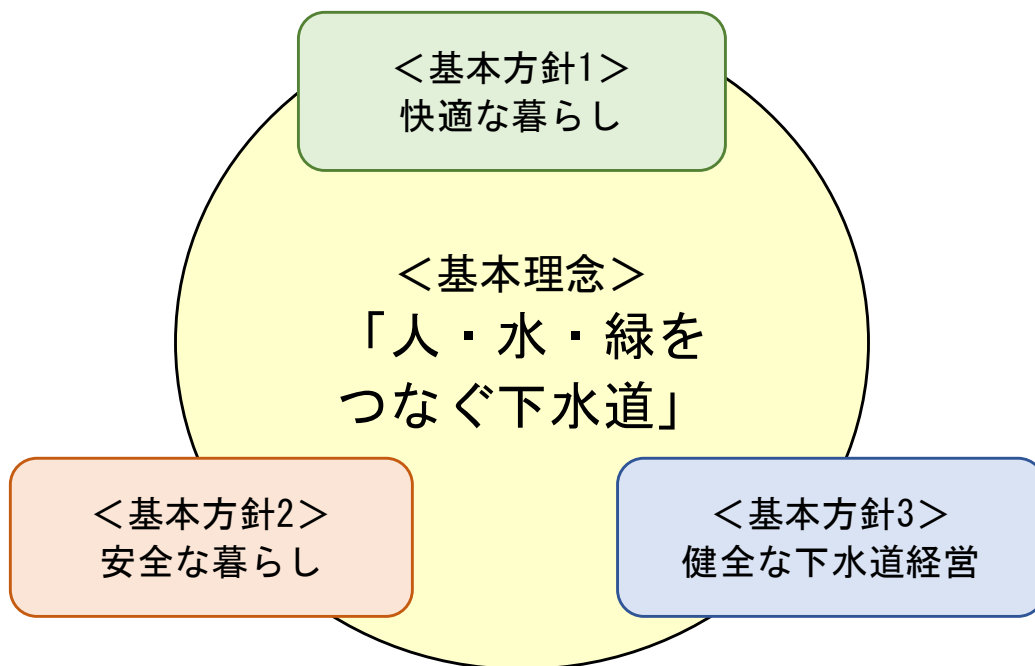 ＜基本方針1＞
快適な暮らし
＜基本理念＞
「人・水・緑を
つなぐ下水道」
＜基本方針2＞
安全な暮らし
＜基本方針3＞
健全な下水道経営